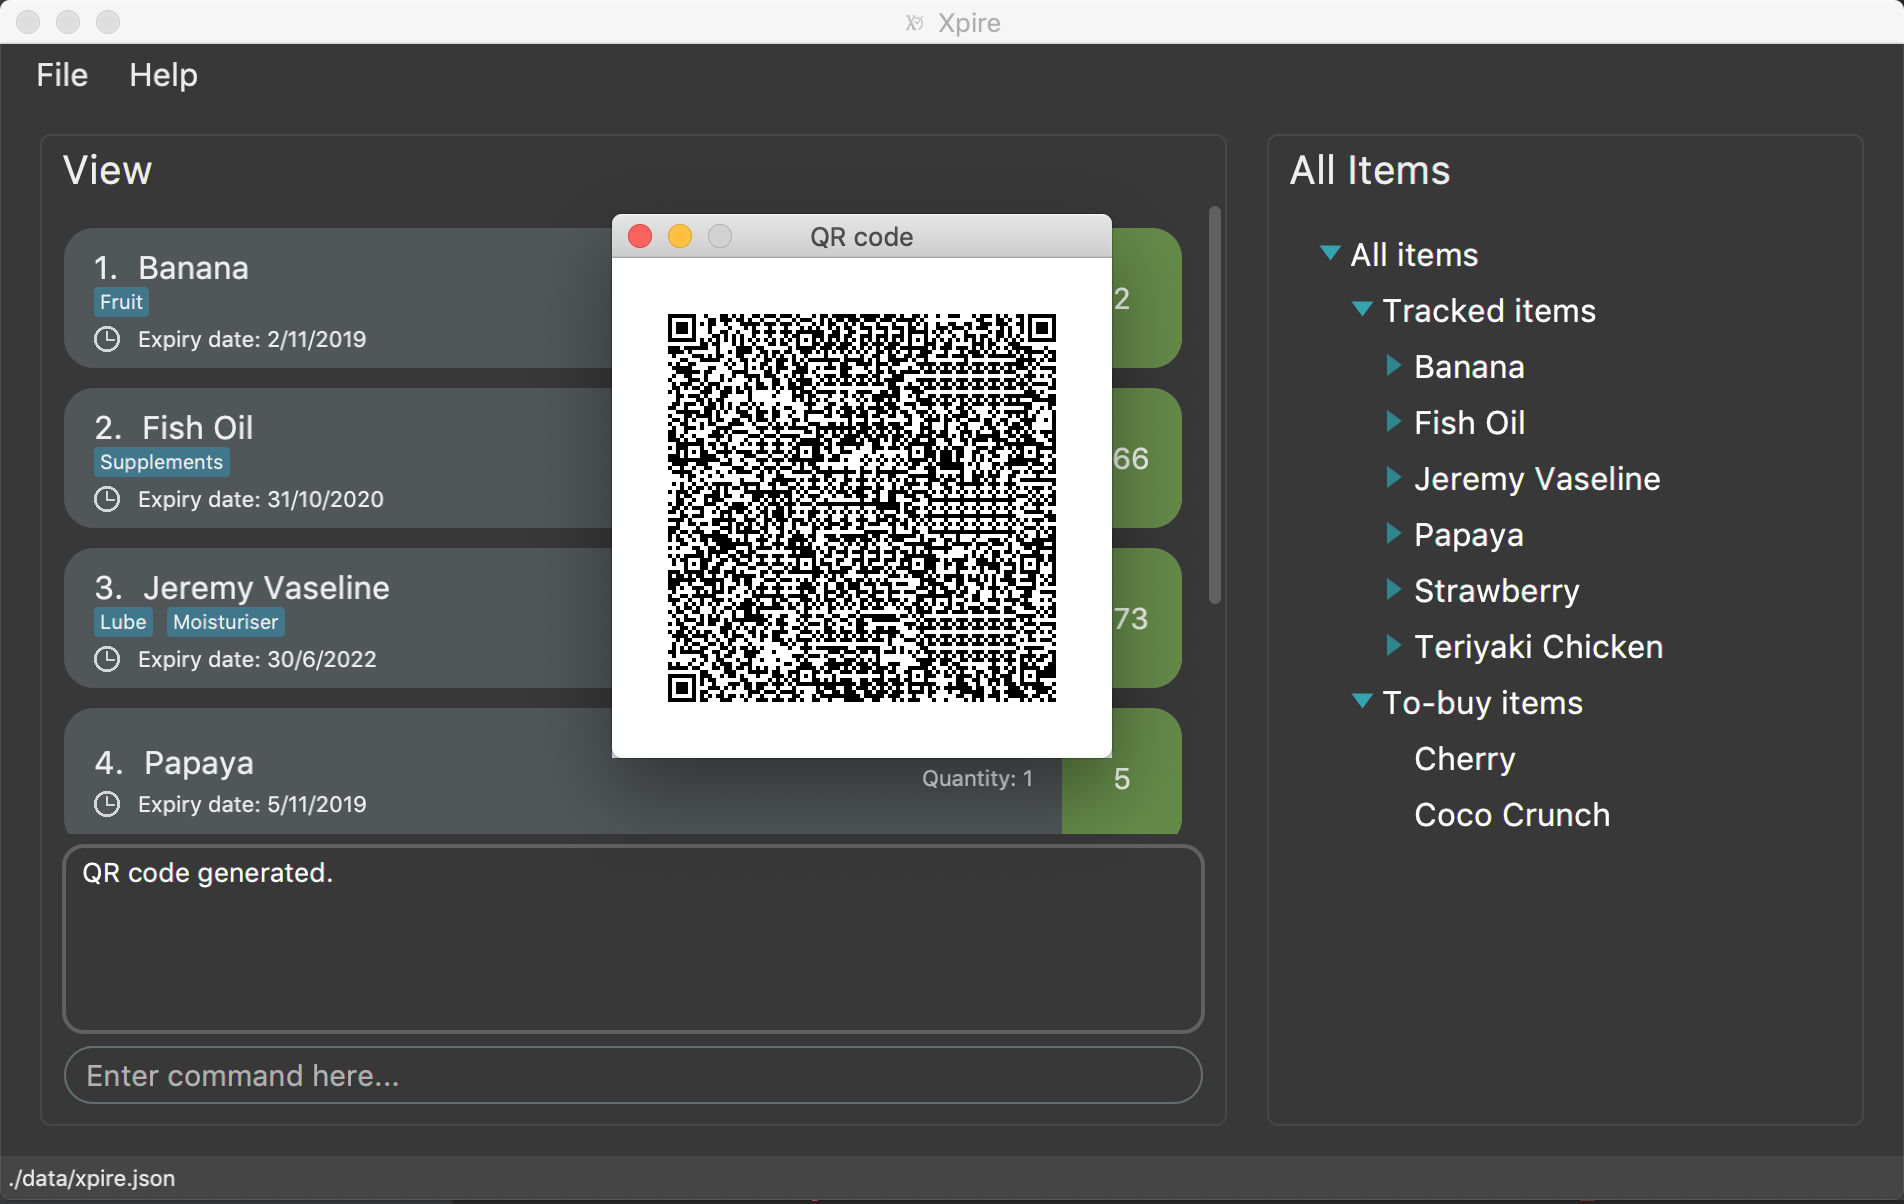 Xpire
File Help
View
1. Banana
Fruit
Expiry date: 2/11/2019
2
2. Fish Oil
Supplements
Expiry date: 31/10/2020
66
3. Jeremy Vaseline
Lube Moisturiser
Expiry date: 30/6/2022
73
4. Papaya
Expiry date: 5/11/2019
Quantity: 1
5
QR code
QR code generated.
Enter command here...
All Items
All items
Tracked items
Banana
Fish Oil
Jeremy Vaseline
Papaya
Strawberry
Teriyaki Chicken
To-buy items
Cherry
Coco Crunch
./data/xpire.json